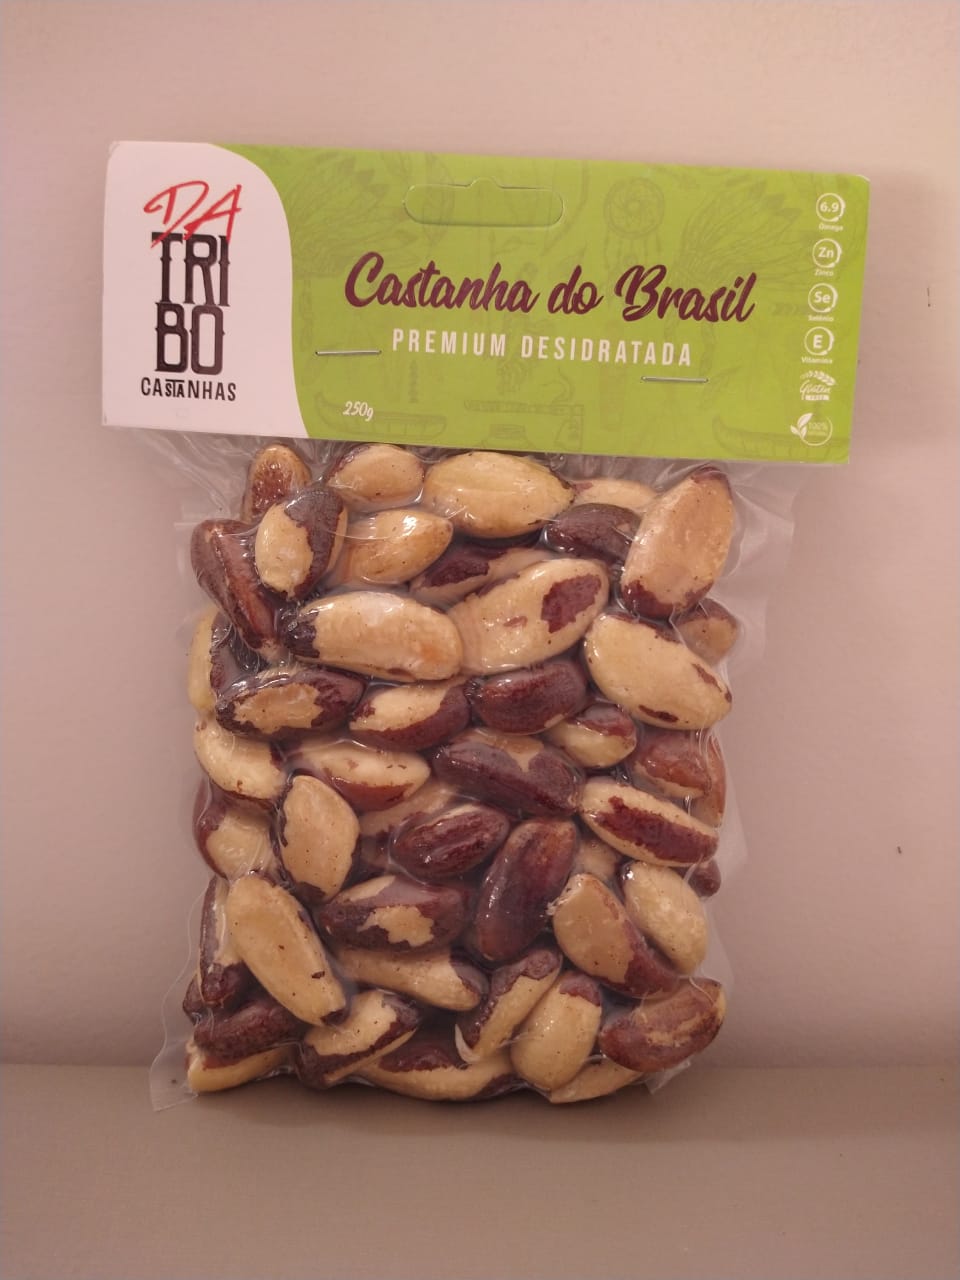 DA
TRI
BO
CASTANHAS
Castanha do Brasil
PREMIUM DESIDRATADA
250g
6.9
Omega
Zn
Zinco
Se
Selênio
E
Vitamina
Gluten
FREE
100%